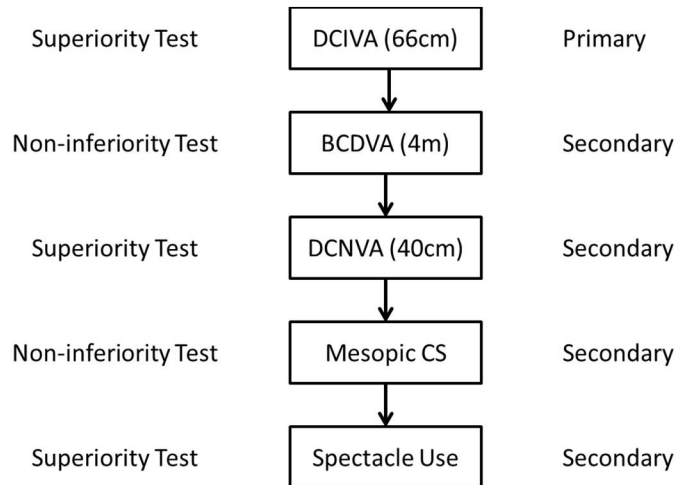 Superiority Test DCIVA (66cm) Primary
Non-inferiority Test BCDVA (4m) Secondary
Superiority Test DCNVA (40cm) Secondary
Non-inferiority Test Mesopic CS Secondary
Superiority Test Spectacle Use Secondary